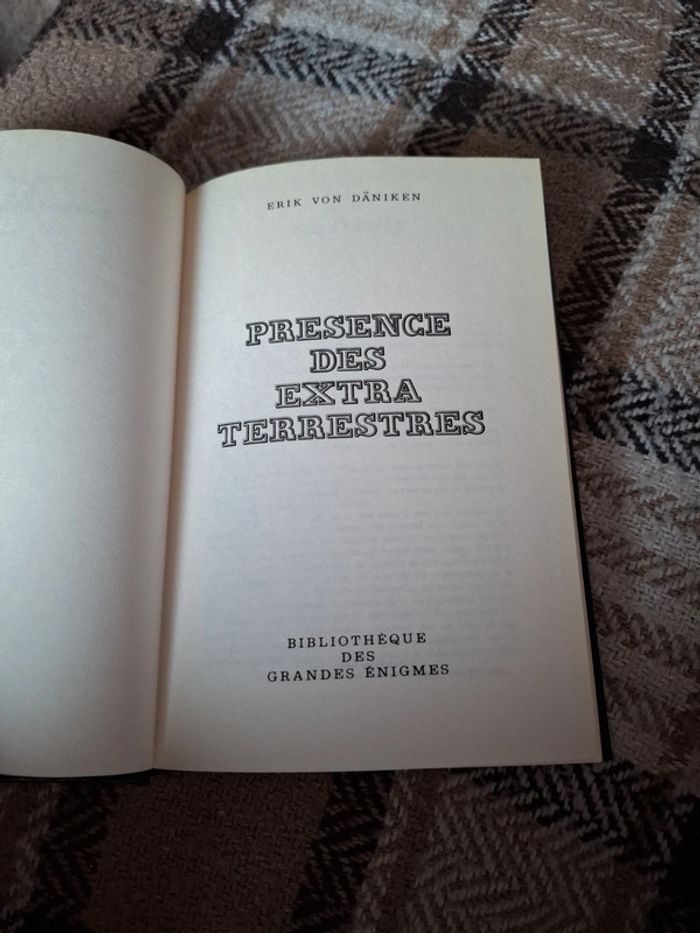 ERIK VON DÄNIKEN
PRESENCE
DES
EXTRA
TERRESTRES
BIBLIOTHÈQUE
DES
GRANDES ÉNIGMES